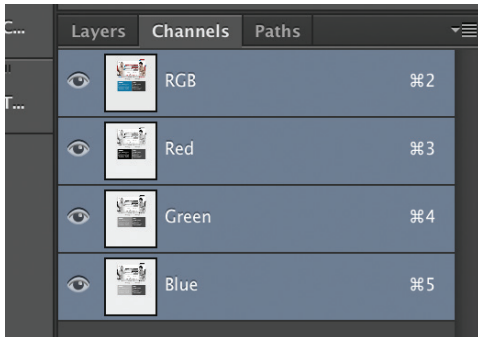 C...
Layers Channels Paths
RGB ⌘2
T...
Red ⌘3
Green ⌘4
Blue ⌘5